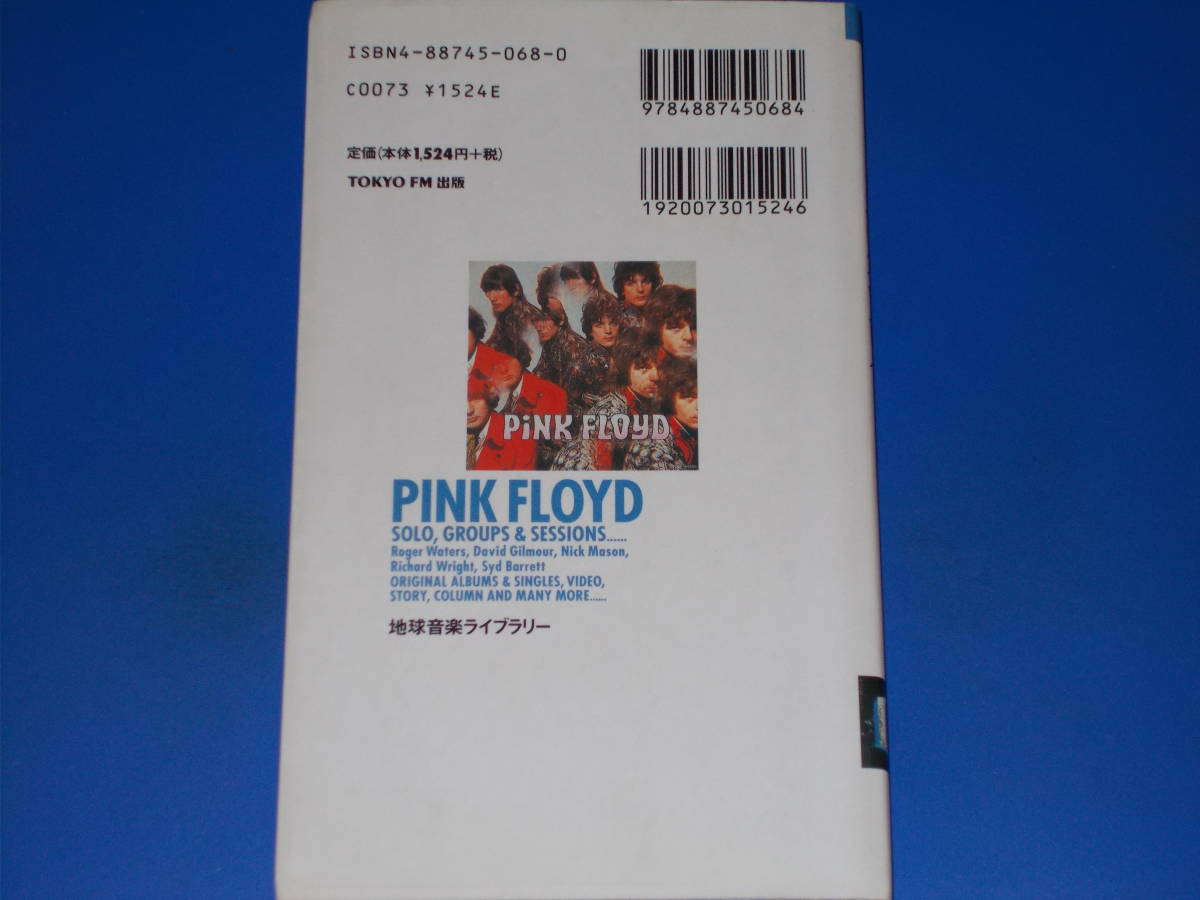 ISBN4-88745-068-0
C0073 ¥1524E
9784887450684
定価(本体1,524円+税)
TOKYO FM 出版
1920073015246
PiNK FLOYD
PINK FLOYD
SOLO, GROUPS & SESSIONS......
Roger Waters, David Gilmour, Nick Mason,
Richard Wright, Syd Barrett
ORIGINAL ALBUMS & SINGLES, VIDEO,
STORY, COLUMN AND MANY MORE......
地球音楽ライブラリー